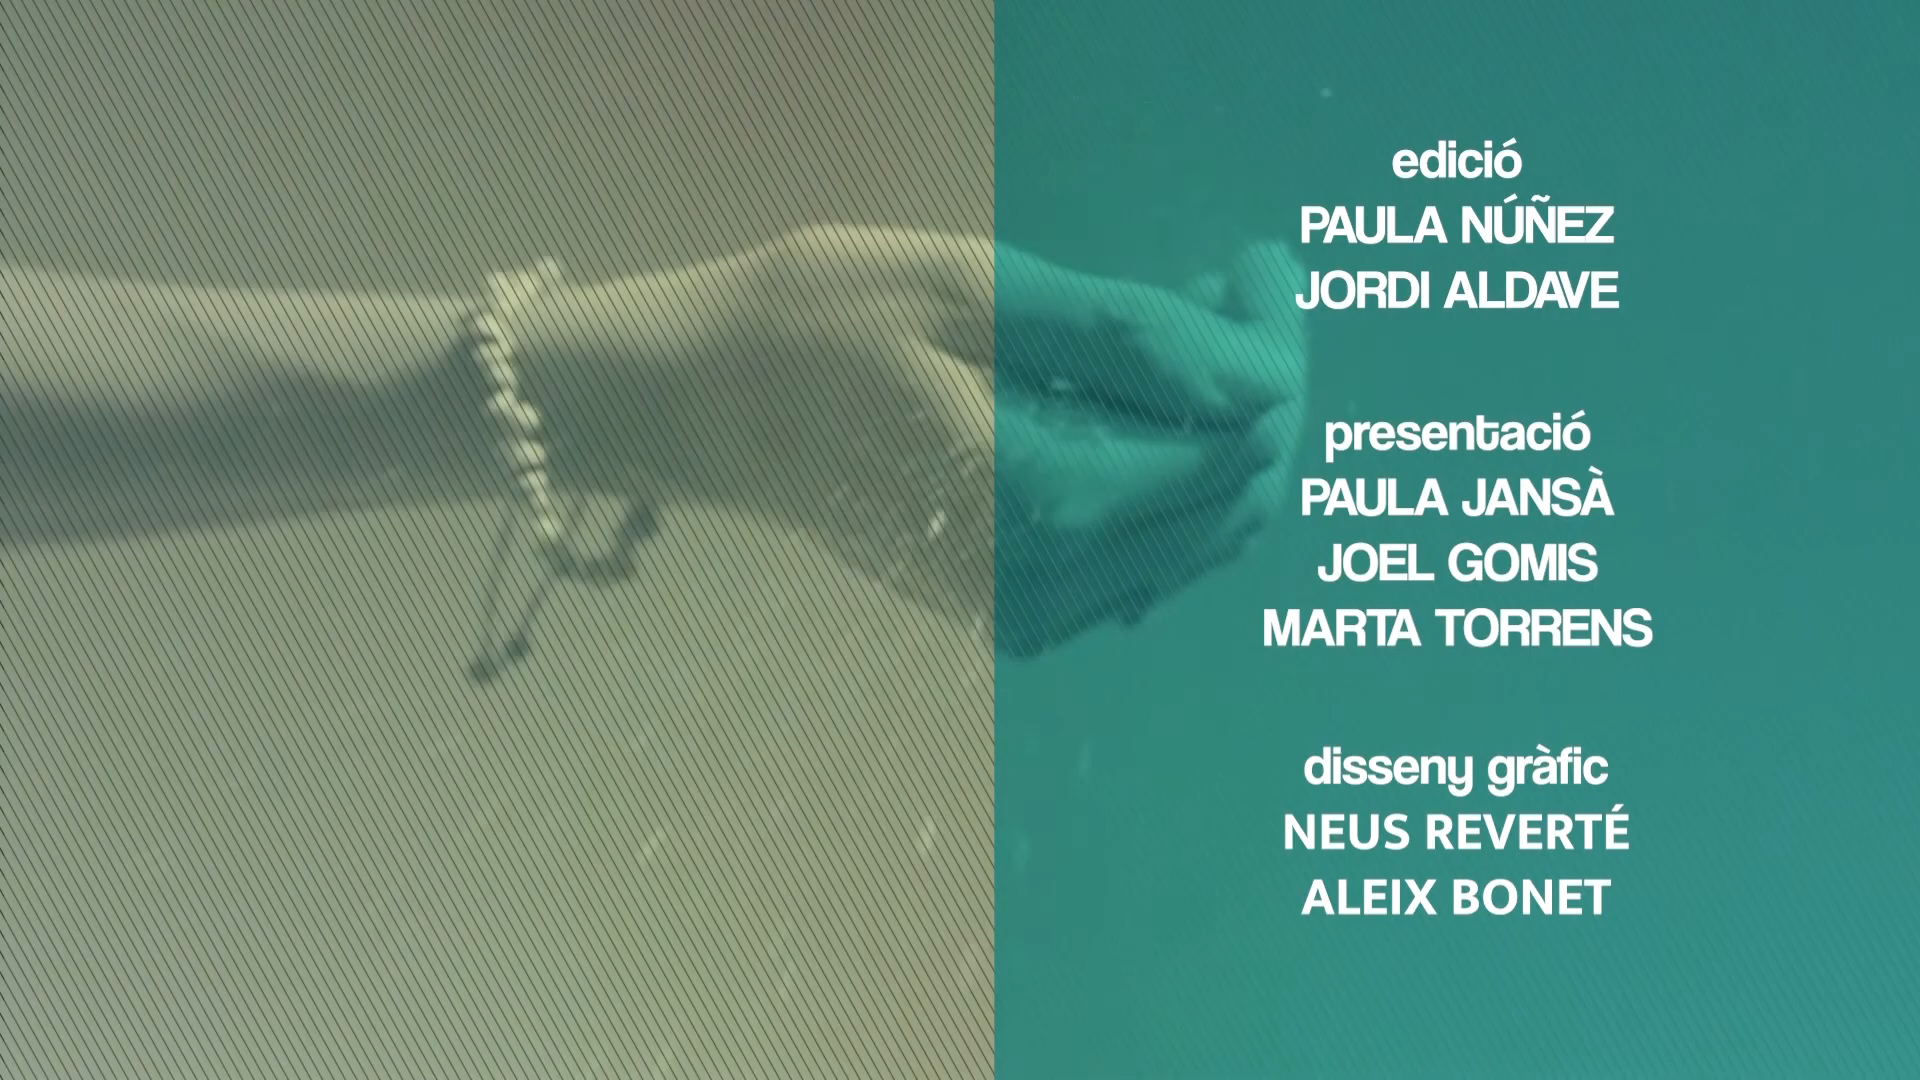 edició
PAULA NÚÑEZ
JORDI ALDAVE
presentació
PAULA JANSÀ
JOEL GOMIS
MARTA TORRENS
disseny gràfic
NEUS REVERTÉ
ALEIX BONET